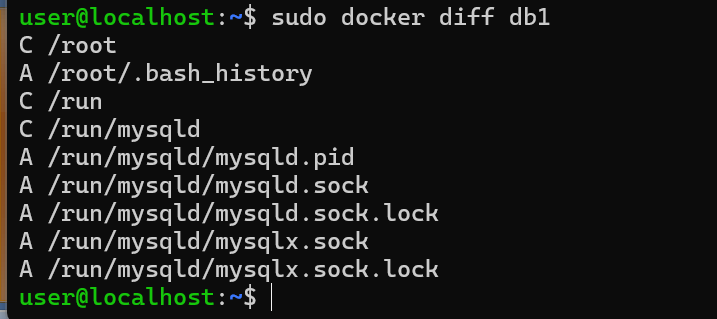 user@localhost:~$ sudo docker diff db1
C /root
A /root/.bash_history
C /run
C /run/mysqld
A /run/mysqld/mysqld.pid
A /run/mysqld/mysqld.sock
A /run/mysqld/mysqld.sock.lock
A /run/mysqld/mysqlx.sock
A /run/mysqld/mysqlx.sock.lock
user@localhost:~$